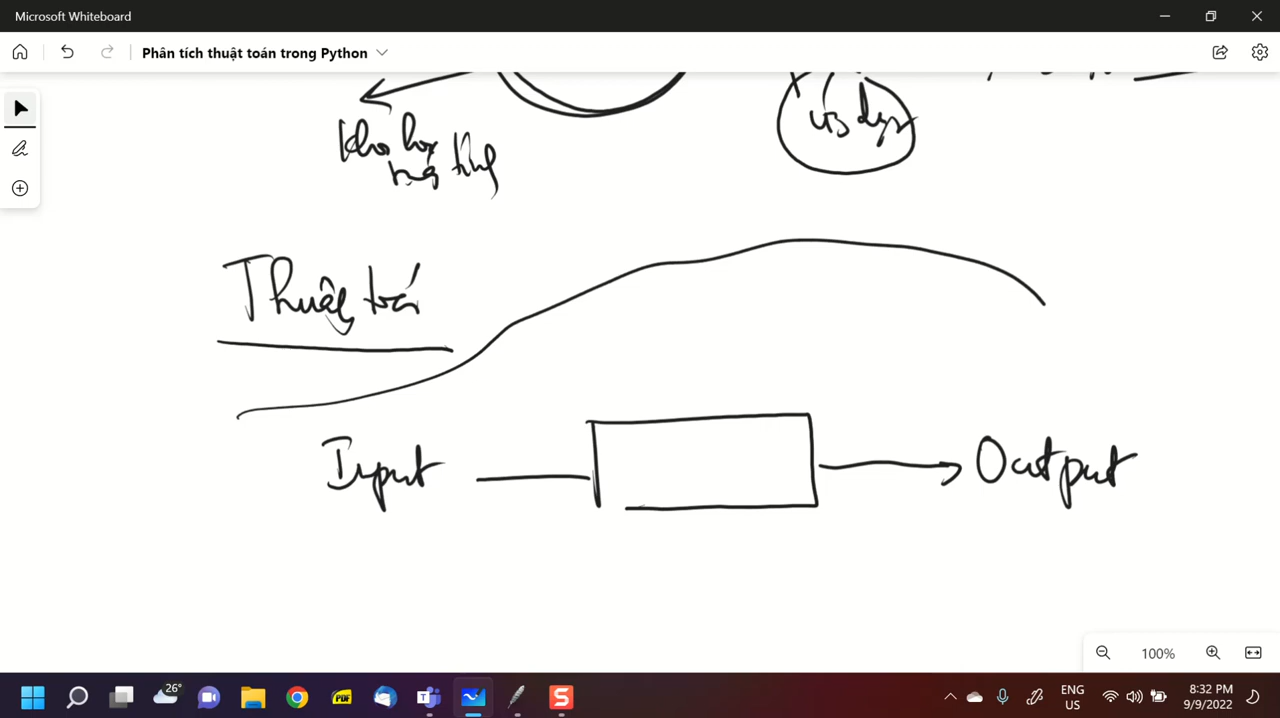 Microsoft Whiteboard
Phân tích thuật toán trong Python
Khoa học
máy tính
ứng dụng
Thuật toán
Input
Output
100%
26°
PDF
T
S
ENG
US
8:32 PM
9/9/2022